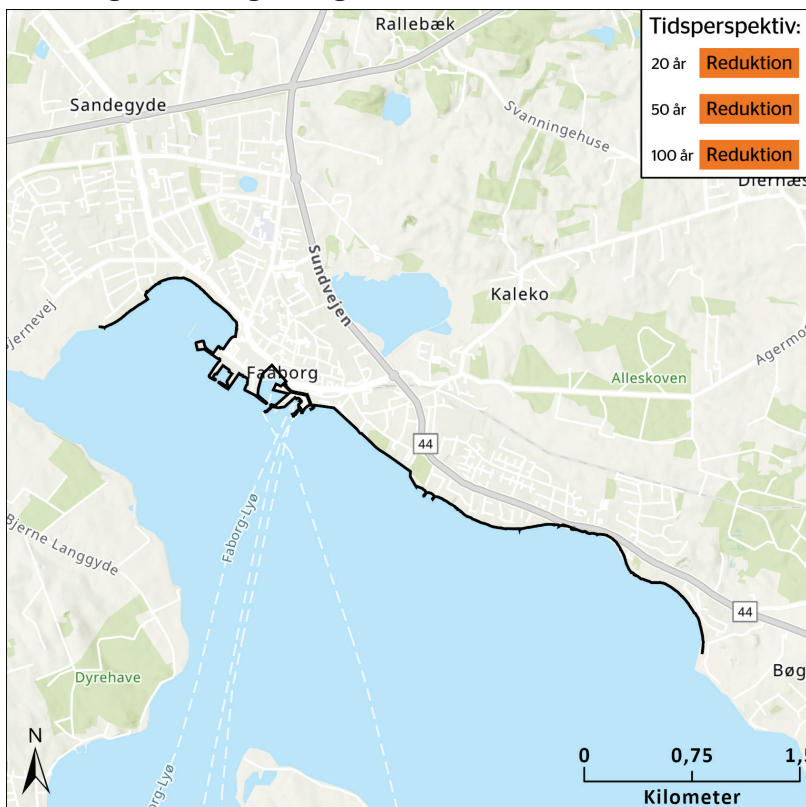 Rallebæk
Tidsperspektiv:
20 år Reduktion
50 år Reduktion
100 år Reduktion
Sandegyde
Svanningehuse
Sundvejen
Kaleko
Faaborg
Alleskoven
44
Faborg-Lyø
Bjerne Langgyde
44
Dyrehave
N
0 0,75
Kilometer